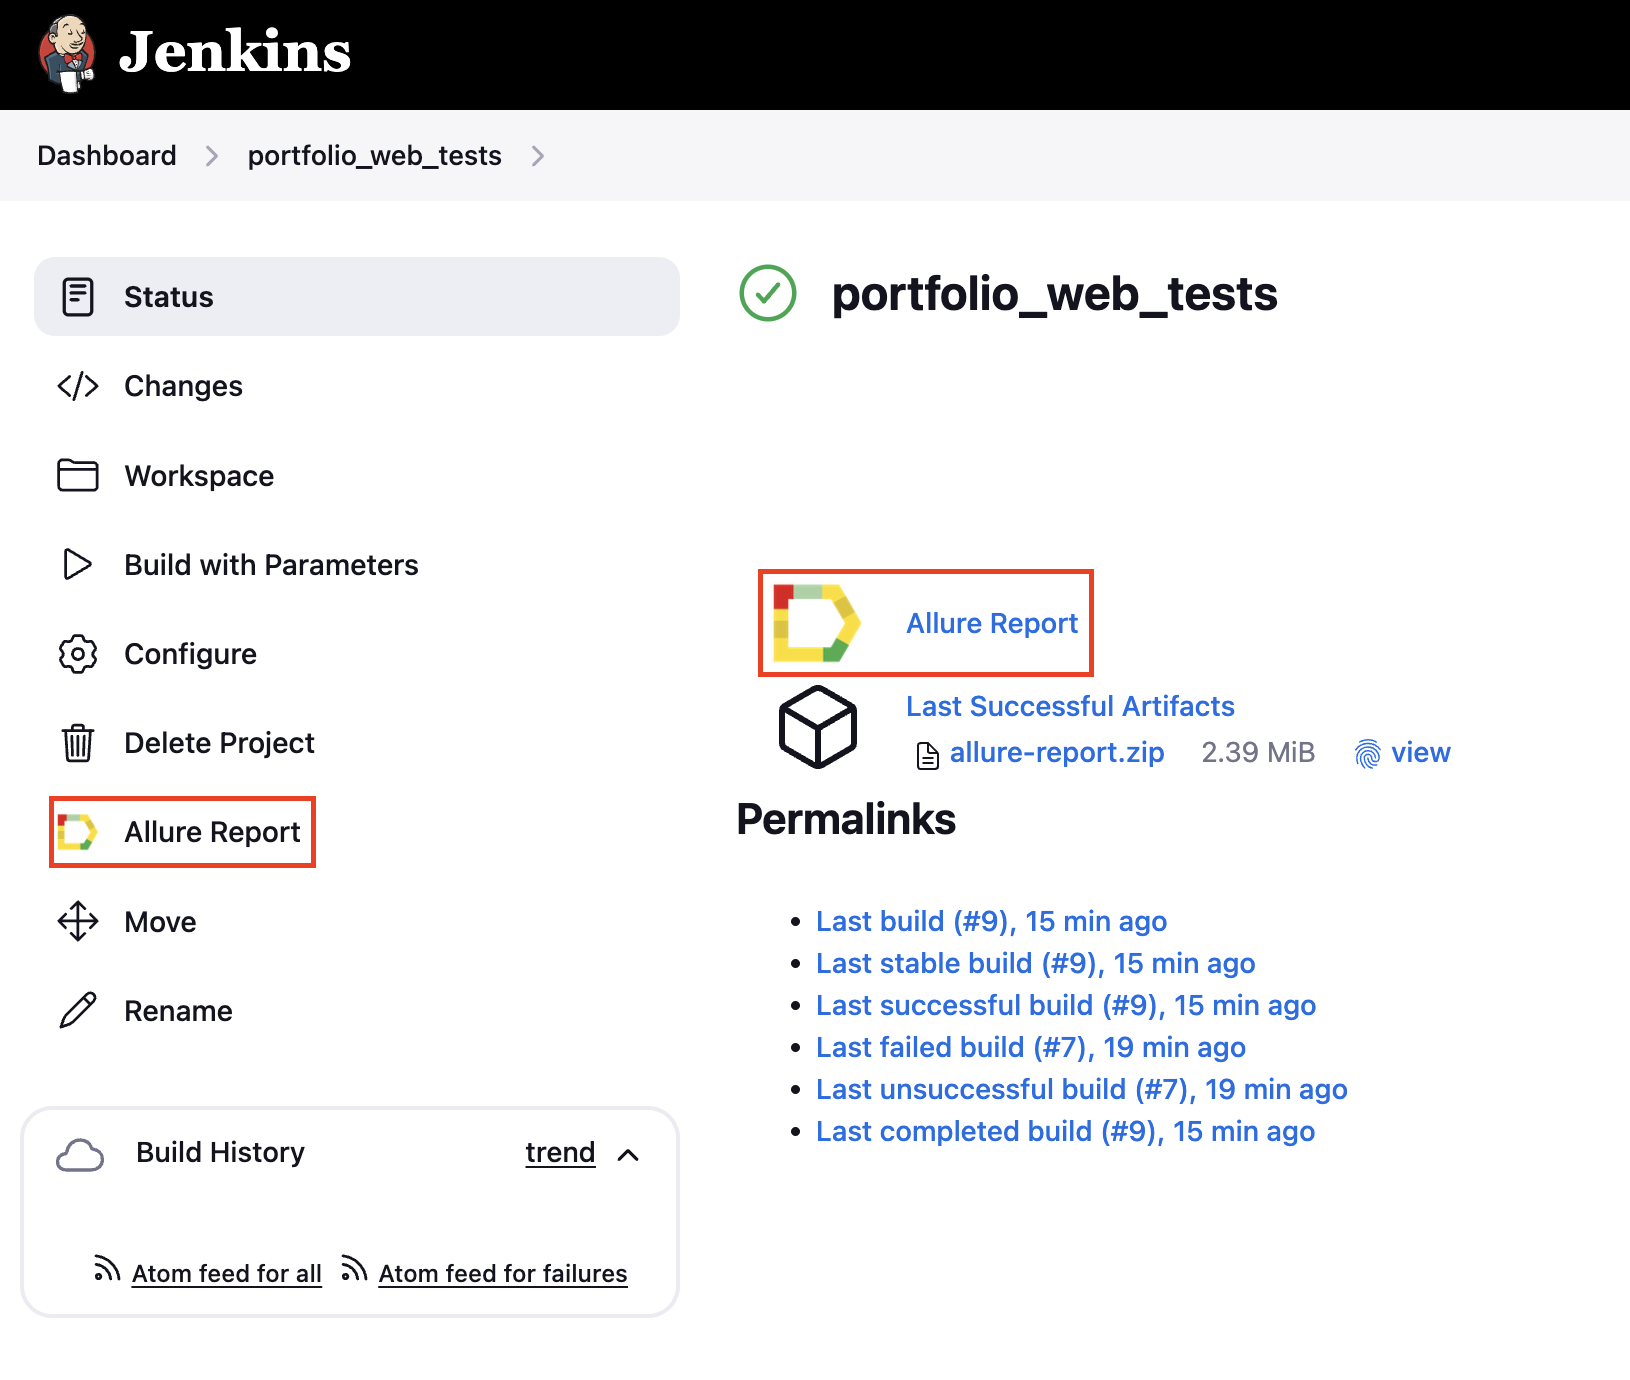 Jenkins
Dashboard
portfolio_web_tests
Status
Changes
Workspace
Build with Parameters
Configure
Delete Project
Allure Report
Move
Rename
Build History
trend
Atom feed for all
Atom feed for failures
portfolio_web_tests
Allure Report
Last Successful Artifacts
allure-report.zip 2.39 MiB view
Permalinks
Last build (#9), 15 min ago
Last stable build (#9), 15 min ago
Last successful build (#9), 15 min ago
Last failed build (#7), 19 min ago
Last unsuccessful build (#7), 19 min ago
Last completed build (#9), 15 min ago